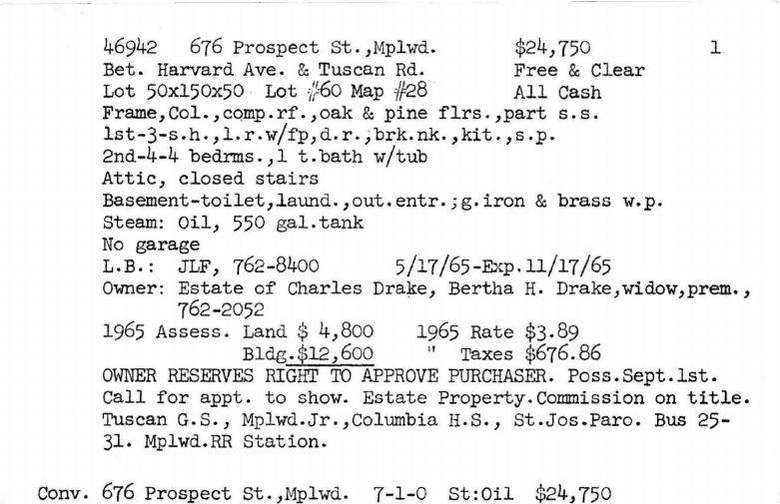 46942 676 Prospect St.,Mplwd. $24,750 1
Bet. Harvard Ave. & Tuscan Rd. Free & Clear
Lot 50x150x50 Lot #60 Map #28 All Cash
Frame,Col.,comp.rf.,oak & pine flrs.,part s.s.
1st-3-s.h.,l.r.w/fp,d.r.,brk.nk.,kit.,s.p.
2nd-4-4 bedrms.,1 t.bath w/tub
Attic, closed stairs
Basement-toilet,laund.,out.entr.;g.iron & brass w.p.
Steam: Oil, 550 gal.tank
No garage
L.B.: JLF, 762-8400 5/17/65-Exp.11/17/65
Owner: Estate of Charles Drake, Bertha H. Drake,widow,prem.,
762-2052
1965 Assess. Land $ 4,800 1965 Rate $3.89
Bldg.$12,600 " Taxes $676.86
OWNER RESERVES RIGHT TO APPROVE PURCHASER. Poss.Sept.1st.
Call for appt. to show. Estate Property.Commission on title.
Tuscan G.S., Mplwd.Jr.,Columbia H.S., St.Jos.Paro. Bus 25-
31. Mplwd.RR Station.
Conv. 676 Prospect St.,Mplwd. 7-1-0 St:Oil $24,750